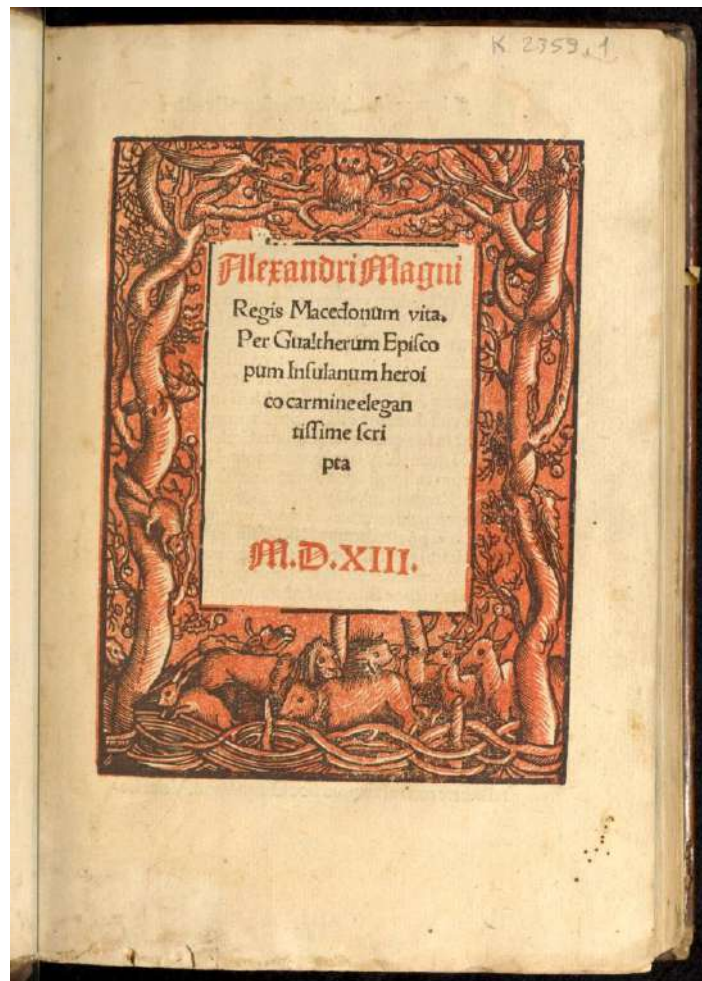 K 2359,1
Alexandri Magni
Regis Macedonum vita.
Per Gualtherum Epiſco
pum Inſulanum heroi
co carmine elegan
tiſſime ſcri
pta
M.D.XIII.